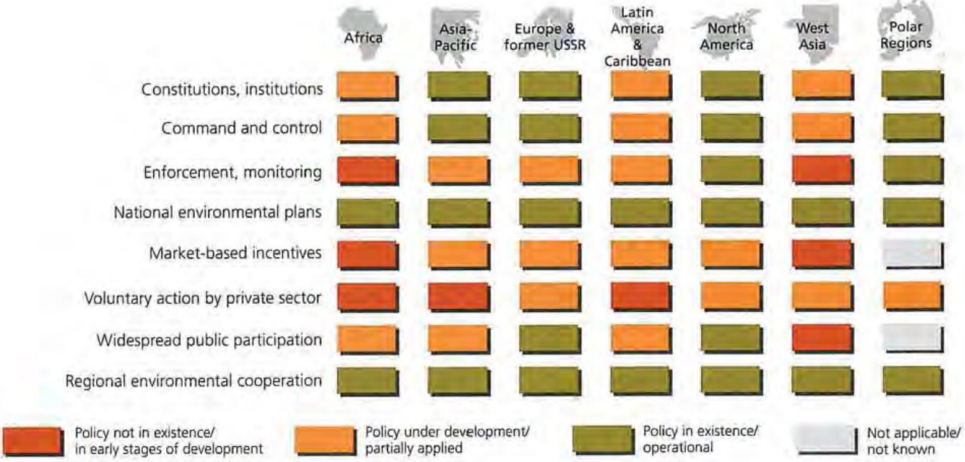 Africa
Asia-
Pacific
Europe &
former USSR
Latin
America
&
Caribbean
North
America
West
Asia
Polar
Regions
Constitutions, institutions
Command and control
Enforcement, monitoring
National environmental plans
Market-based incentives
Voluntary action by private sector
Widespread public participation
Regional environmental cooperation
Policy not in existence/
in early stages of development
Policy under development/
partially applied
Policy in existence/
operational
Not applicable/
not known